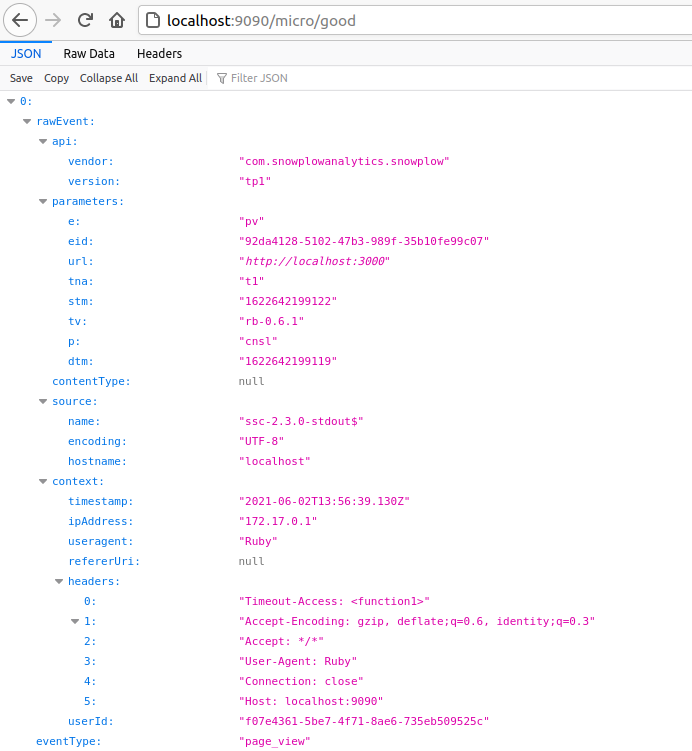 localhost:9090/micro/good
JSON Raw Data Headers
Save Copy Collapse All Expand All Filter JSON
0:
rawEvent:
api:
vendor: "com.snowplowanalytics.snowplow"
version: "tp1"
parameters:
e: "pv"
eid: "92da4128-5102-47b3-989f-35b10fe99c07"
url: "http://localhost:3000"
tna: "t1"
stm: "1622642199122"
tv: "rb-0.6.1"
p: "cnsl"
dtm: "1622642199119"
contentType: null
source:
name: "ssc-2.3.0-stdout$"
encoding: "UTF-8"
hostname: "localhost"
context:
timestamp: "2021-06-02T13:56:39.130Z"
ipAddress: "172.17.0.1"
useragent: "Ruby"
refererUri: null
headers:
0: "Timeout-Access: <function1>"
1: "Accept-Encoding: gzip, deflate;q=0.6, identity;q=0.3"
2: "Accept: */*"
3: "User-Agent: Ruby"
4: "Connection: close"
5: "Host: localhost:9090"
userId: "f07e4361-5be7-4f71-8ae6-735eb509525c"
eventType: "page_view"